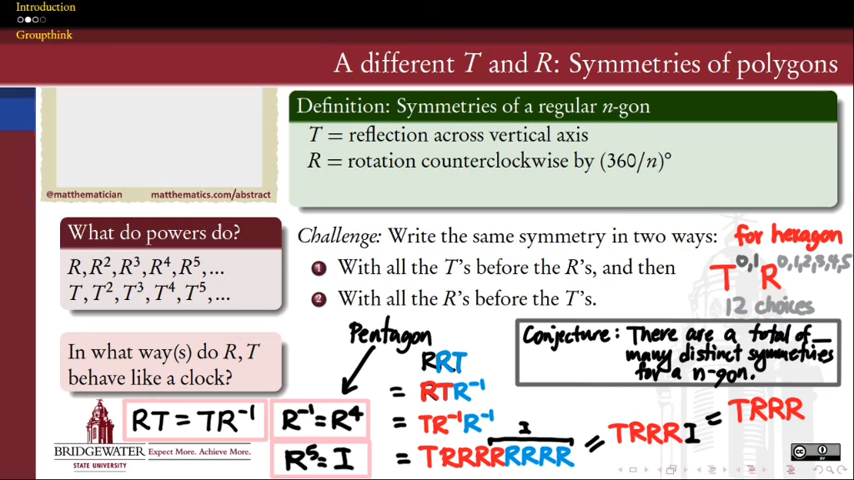 Introduction
Groupthink
A different T and R: Symmetries of polygons
Definition: Symmetries of a regular n-gon
T = reflection across vertical axis
R = rotation counterclockwise by (360/n)°
@matthematician matthematics.com/abstract
What do powers do?
R, R², R³, R⁴, R⁵, ...
T, T², T³, T⁴, T⁵, ...
In what way(s) do R, T
behave like a clock?
Challenge: Write the same symmetry in two ways:
1 With all the T's before the R's, and then
2 With all the R's before the T's.
for hexagon
T⁰,¹ R⁰,¹,²,³,⁴,⁵
12 choices
Conjecture: There are a total of __
many distinct symmetries
for a n-gon.
Pentagon
RRT
= RTR⁻¹
= TR⁻¹R⁻¹
I
= TRRRRRRRR = TRRRI = TRRR
RT = TR⁻¹
R⁻¹ = R⁴
R⁵ = I
BRIDGEWATER
STATE UNIVERSITY
Expect More. Achieve More.
cc BY